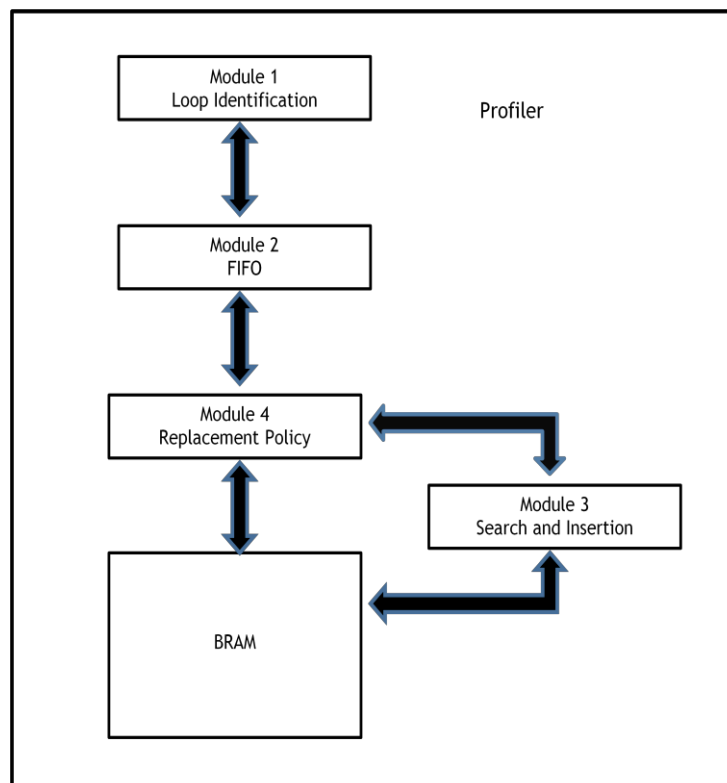 Module 1
Loop Identification
Profiler
Module 2
FIFO
Module 4
Replacement Policy
Module 3
Search and Insertion
BRAM